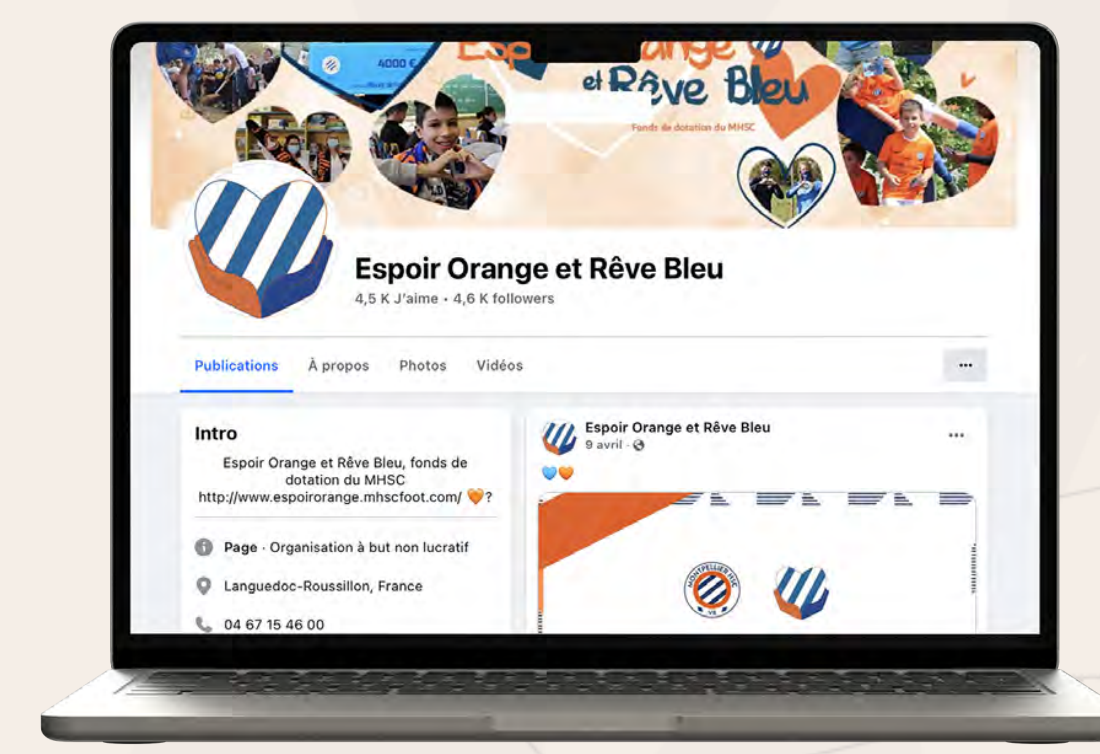 4000 €
Esp
ange
et Rêve Bleu
Fonds de dotation du MHSC
Espoir Orange et Rêve Bleu
4,5 K J'aime • 4,6 K followers
Publications À propos Photos Vidéos ...
Intro
Espoir Orange et Rêve Bleu, fonds de
dotation du MHSC
http://www.espoirorange.mhscfoot.com/ 🧡?
Page · Organisation à but non lucratif
Languedoc-Roussillon, France
04 67 15 46 00
Espoir Orange et Rêve Bleu
9 avril ·
...
💙🧡
MONTPELLIER HSC